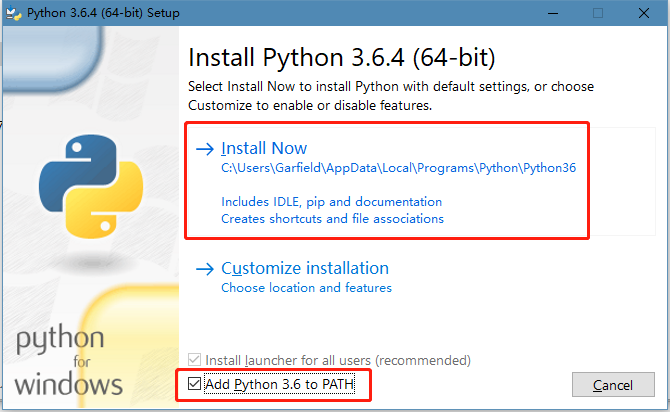 Python 3.6.4 (64-bit) Setup
Install Python 3.6.4 (64-bit)
Select Install Now to install Python with default settings, or choose
Customize to enable or disable features.
Install Now
C:\Users\Garfield\AppData\Local\Programs\Python\Python36
Includes IDLE, pip and documentation
Creates shortcuts and file associations
Customize installation
Choose location and features
python
for
windows
Install launcher for all users (recommended)
Add Python 3.6 to PATH
Cancel